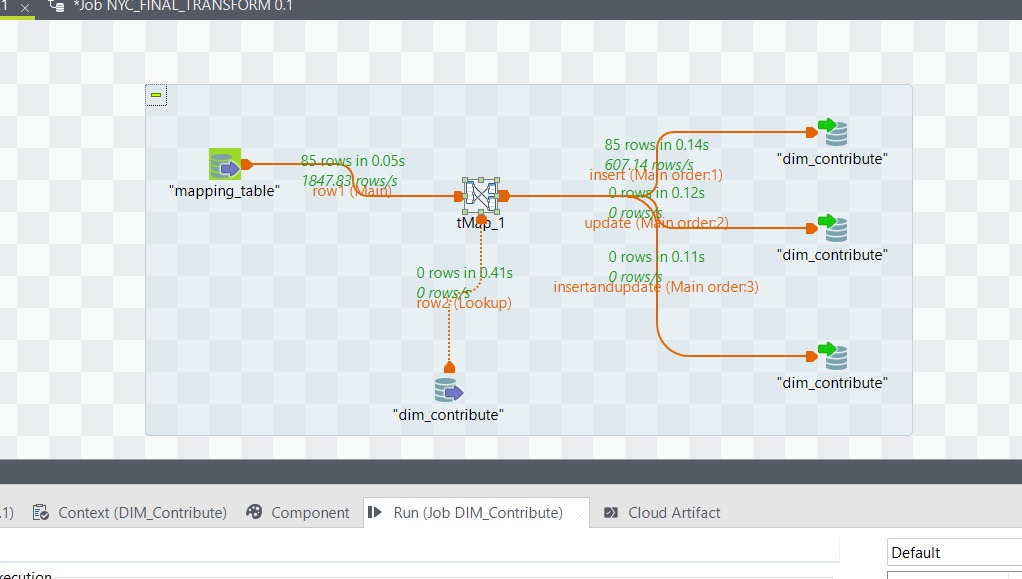 1 *Job NYC_FINAL_TRANSFORM 0.1
85 rows in 0.05s
1847.83 rows/s
row1 (Main)
"mapping_table"
tMap_1
85 rows in 0.14s
607.14 rows/s
insert (Main order:1)
"dim_contribute"
0 rows in 0.12s
0 rows/s
update (Main order:2)
"dim_contribute"
0 rows in 0.11s
0 rows/s
insertandupdate (Main order:3)
"dim_contribute"
0 rows in 0.41s
0 rows/s
row2 (Lookup)
"dim_contribute"
.1) Context (DIM_Contribute) Component Run (Job DIM_Contribute) Cloud Artifact
Default